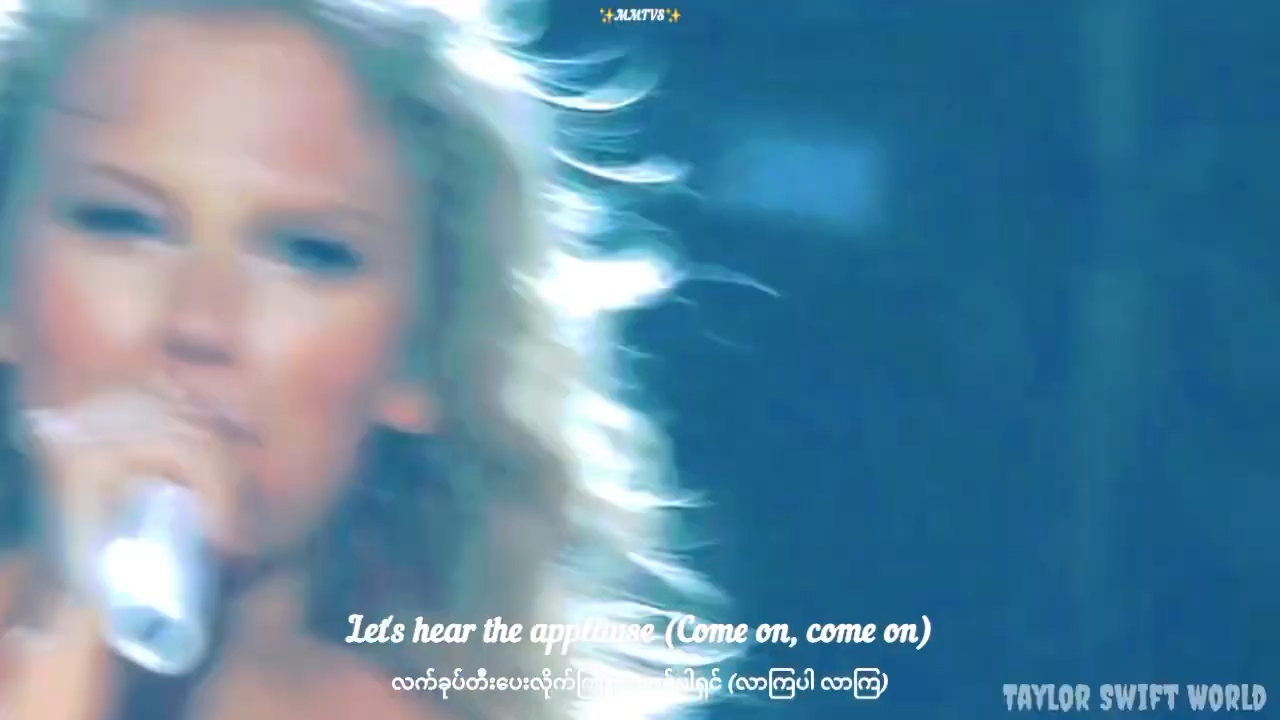 ✨MMTVS✨
Let's hear the applause (Come on, come on)
လက်ခုပ်တီးပေးလိုက်ကြ (လာကြပါ လာကြ)
TAYLOR SWIFT WORLD